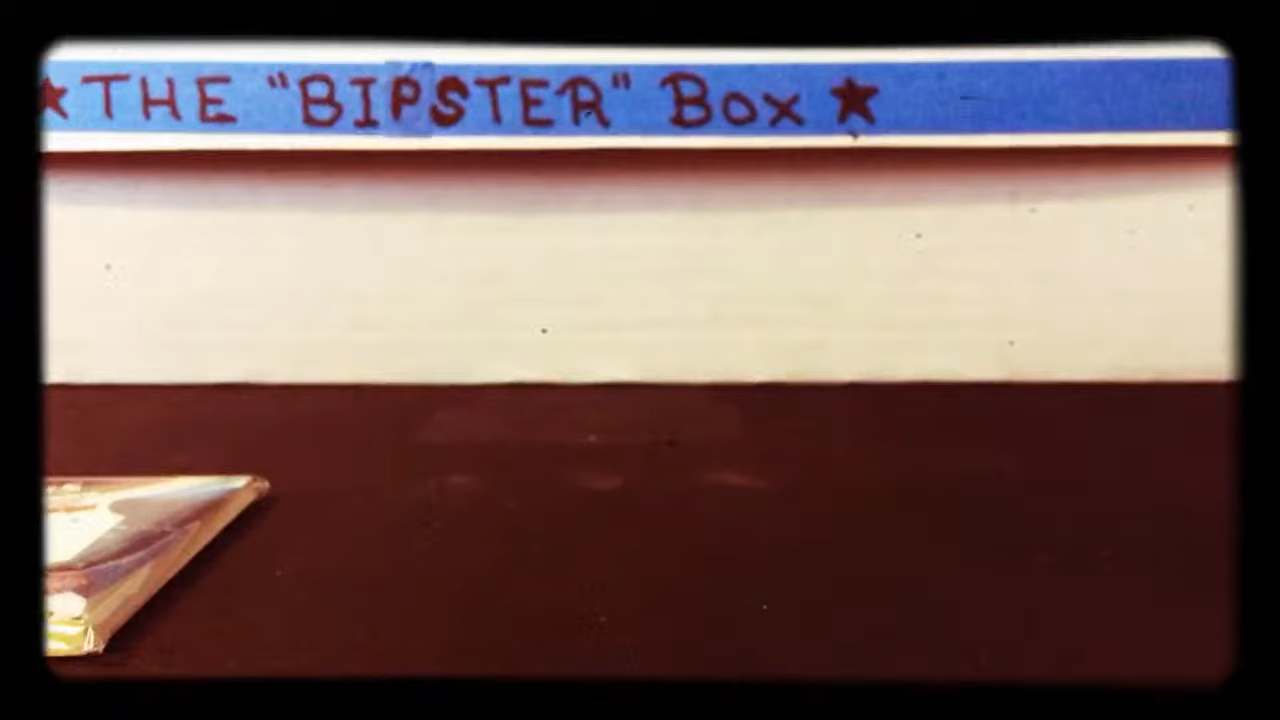 ★ THE "BIPSTER" Box ★